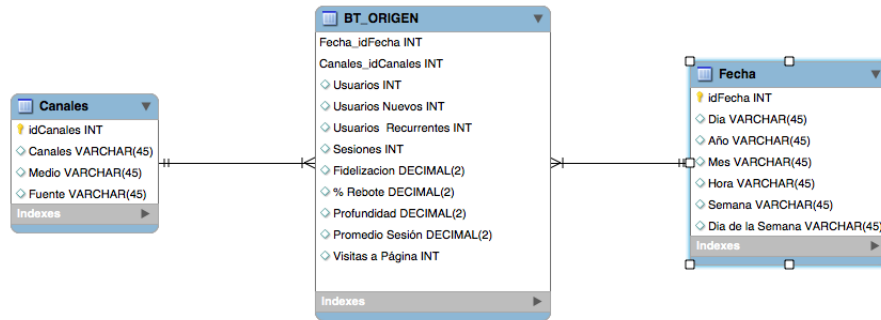 BT_ORIGEN
Fecha_idFecha INT
Canales_idCanales INT
Usuarios INT
Usuarios Nuevos INT
Usuarios Recurrentes INT
Sesiones INT
Fidelizacion DECIMAL(2)
% Rebote DECIMAL(2)
Profundidad DECIMAL(2)
Promedio Sesión DECIMAL(2)
Visitas a Página INT
Indexes
Canales
idCanales INT
Canales VARCHAR(45)
Medio VARCHAR(45)
Fuente VARCHAR(45)
Indexes
Fecha
idFecha INT
Dia VARCHAR(45)
Año VARCHAR(45)
Mes VARCHAR(45)
Hora VARCHAR(45)
Semana VARCHAR(45)
Dia de la Semana VARCHAR(45)
Indexes